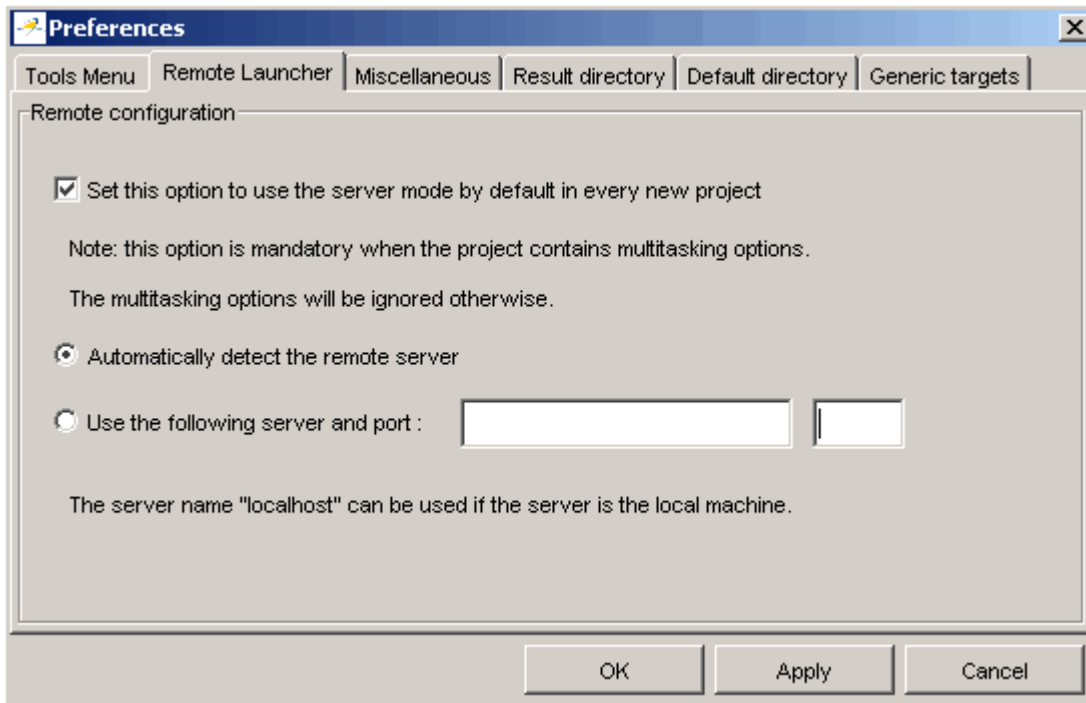 Preferences
Tools Menu Remote Launcher Miscellaneous Result directory Default directory Generic targets
Remote configuration
Set this option to use the server mode by default in every new project
Note: this option is mandatory when the project contains multitasking options.
The multitasking options will be ignored otherwise.
Automatically detect the remote server
Use the following server and port :
The server name "localhost" can be used if the server is the local machine.
OK Apply Cancel